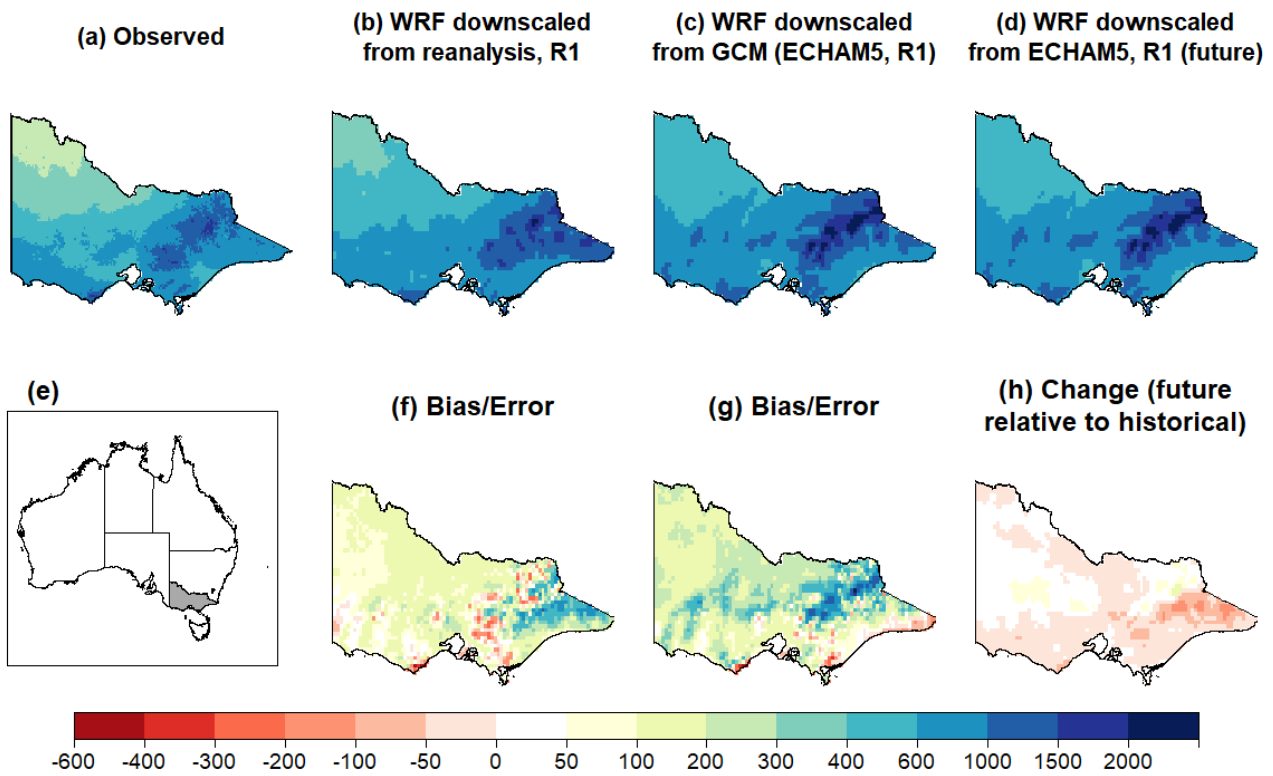 (a) Observed
(b) WRF downscaled
from reanalysis, R1
(c) WRF downscaled
from GCM (ECHAM5, R1)
(d) WRF downscaled
from ECHAM5, R1 (future)
(e)
(f) Bias/Error
(g) Bias/Error
(h) Change (future
relative to historical)
-600 -400 -300 -200 -100 -50 0 50 100 200 300 400 600 1000 1500 2000